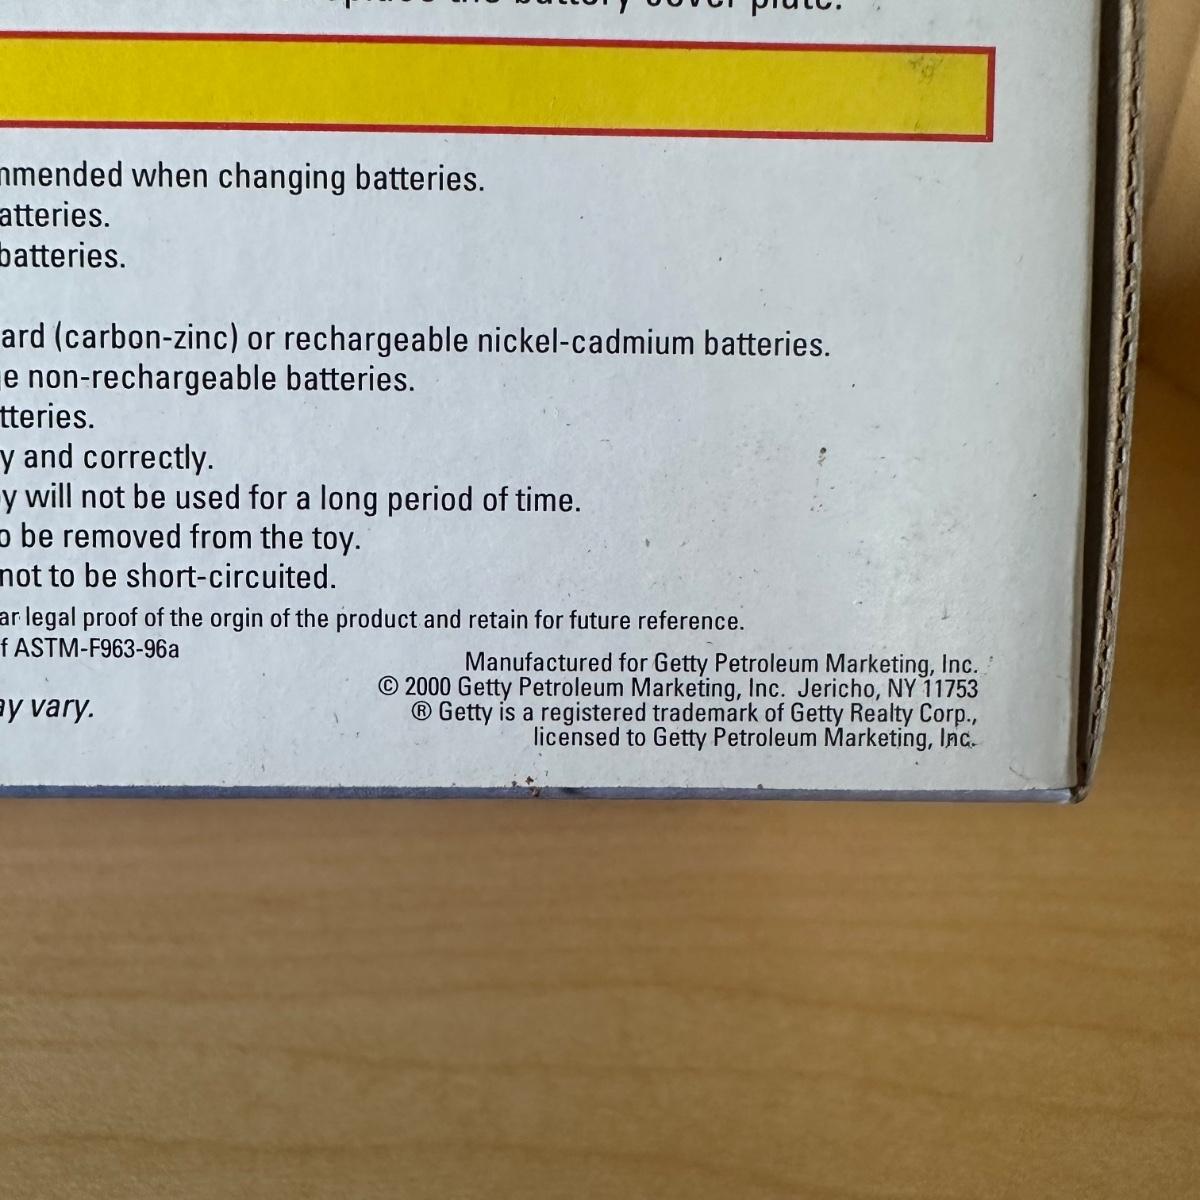 the battery cover plate.
mmended when changing batteries.
atteries.
batteries.
ard (carbon-zinc) or rechargeable nickel-cadmium batteries.
e non-rechargeable batteries.
tteries.
y and correctly.
y will not be used for a long period of time.
o be removed from the toy.
not to be short-circuited.
ar legal proof of the orgin of the product and retain for future reference.
f ASTM-F963-96a
ay vary.
Manufactured for Getty Petroleum Marketing, Inc.
© 2000 Getty Petroleum Marketing, Inc. Jericho, NY 11753
® Getty is a registered trademark of Getty Realty Corp.,
licensed to Getty Petroleum Marketing, Inc.